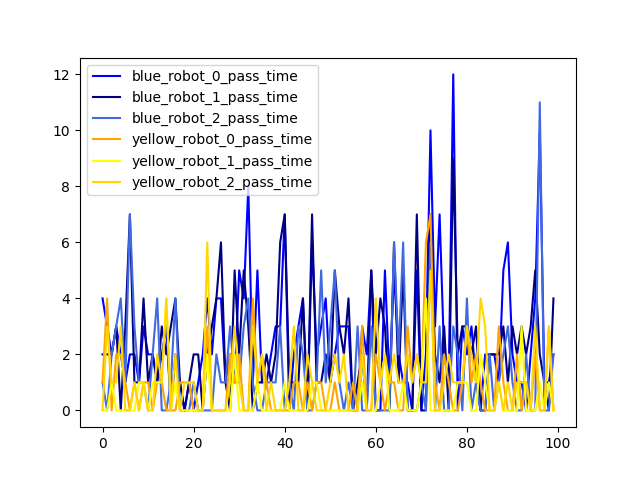 12
10
8
6
4
2
0
blue_robot_0_pass_time
blue_robot_1_pass_time
blue_robot_2_pass_time
yellow_robot_0_pass_time
yellow_robot_1_pass_time
yellow_robot_2_pass_time
0 20 40 60 80 100